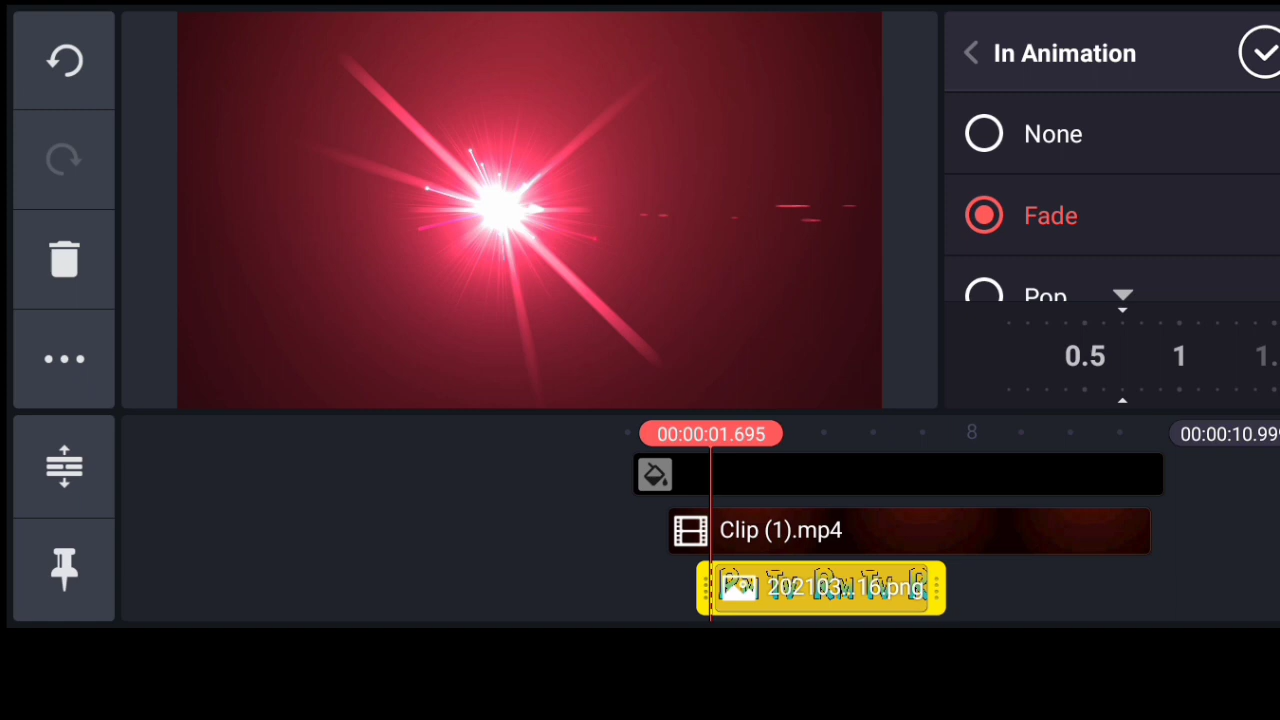 In Animation
None
Fade
Pop
0.5 1 1.
00:00:01.695 8 00:00:10.999
Clip (1).mp4
202103...16.png